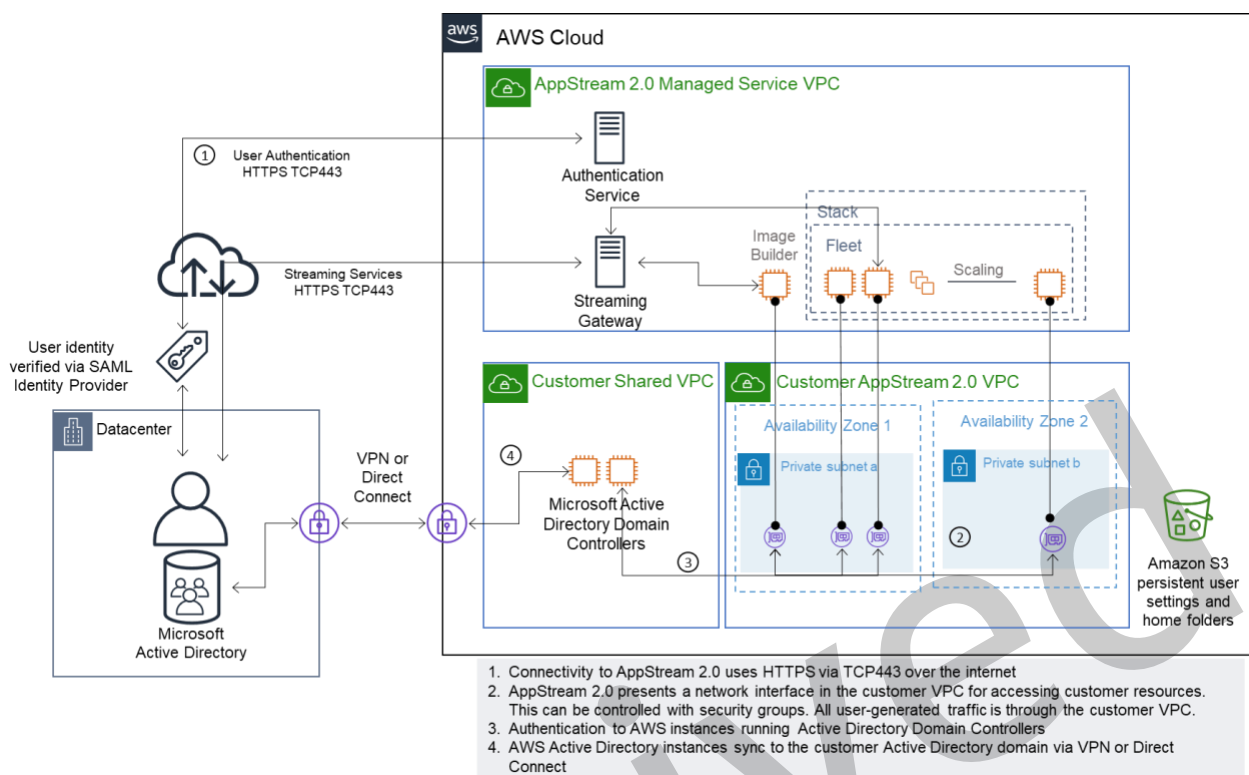 aws
AWS Cloud
AppStream 2.0 Managed Service VPC
1
User Authentication
HTTPS TCP443
Authentication
Service
Stack
Image
Builder
Fleet
Scaling
Streaming Services
HTTPS TCP443
Streaming
Gateway
User identity
verified via SAML
Identity Provider
Customer Shared VPC
Customer AppStream 2.0 VPC
Datacenter
Availability Zone 1
Availability Zone 2
VPN or
Direct
Connect
4
Private subnet a
Private subnet b
Microsoft Active
Directory Domain
Controllers
2
3
Amazon S3
persistent user
settings and
home folders
Microsoft
Active Directory
1. Connectivity to AppStream 2.0 uses HTTPS via TCP443 over the internet
2. AppStream 2.0 presents a network interface in the customer VPC for accessing customer resources.
This can be controlled with security groups. All user-generated traffic is through the customer VPC.
3. Authentication to AWS instances running Active Directory Domain Controllers
4. AWS Active Directory instances sync to the customer Active Directory domain via VPN or Direct
Connect